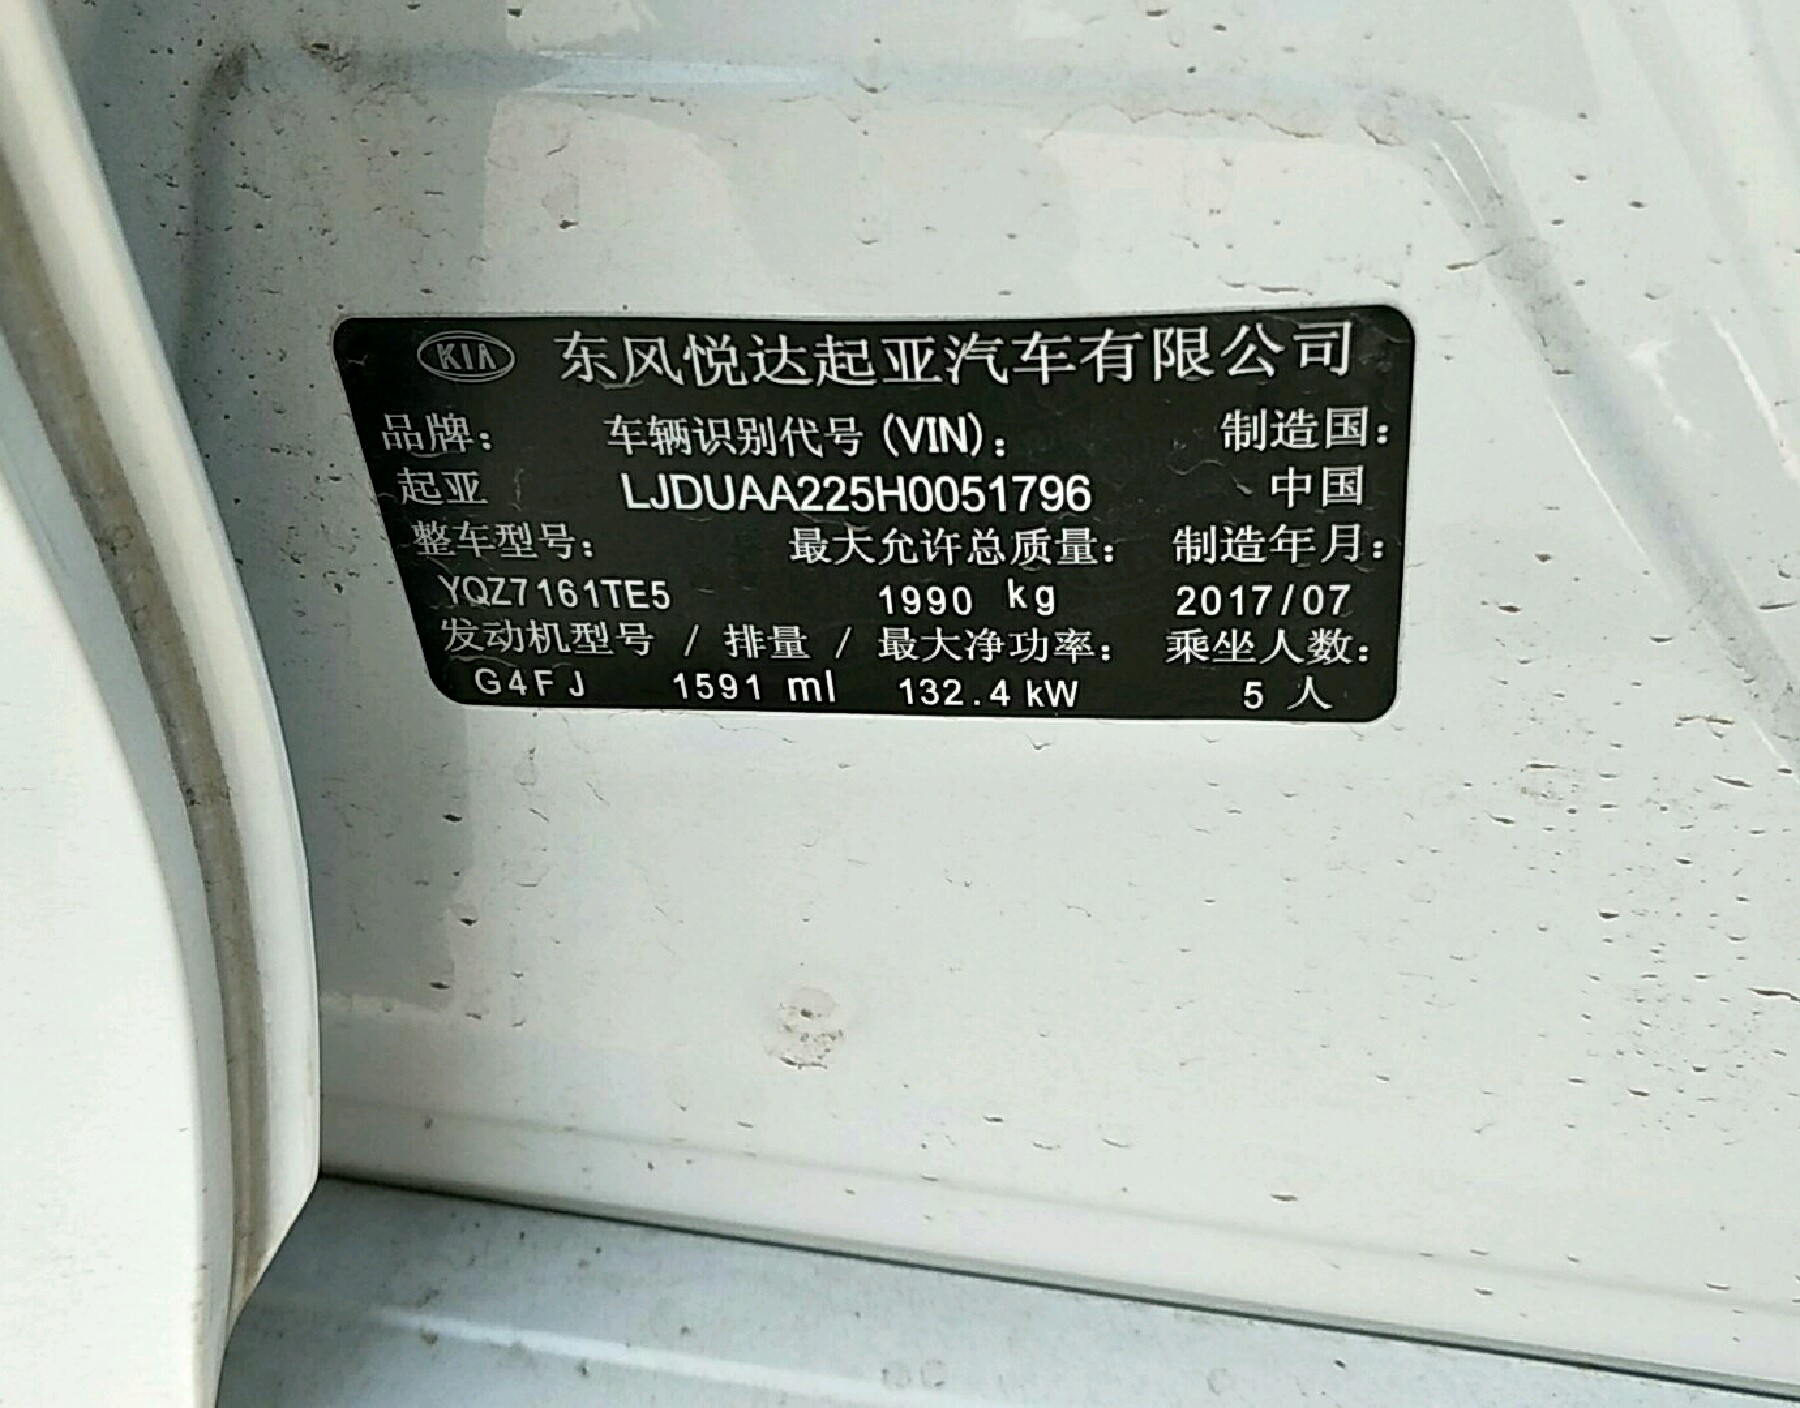 KIA 东风悦达起亚汽车有限公司
品牌： 车辆识别代号(VIN)： 制造国：
起亚 LJDUAA225H0051796 中国
整车型号： 最大允许总质量： 制造年月：
YQZ7161TE5 1990 kg 2017/07
发动机型号 / 排量 / 最大净功率： 乘坐人数：
G4FJ 1591 ml 132.4 kW 5 人